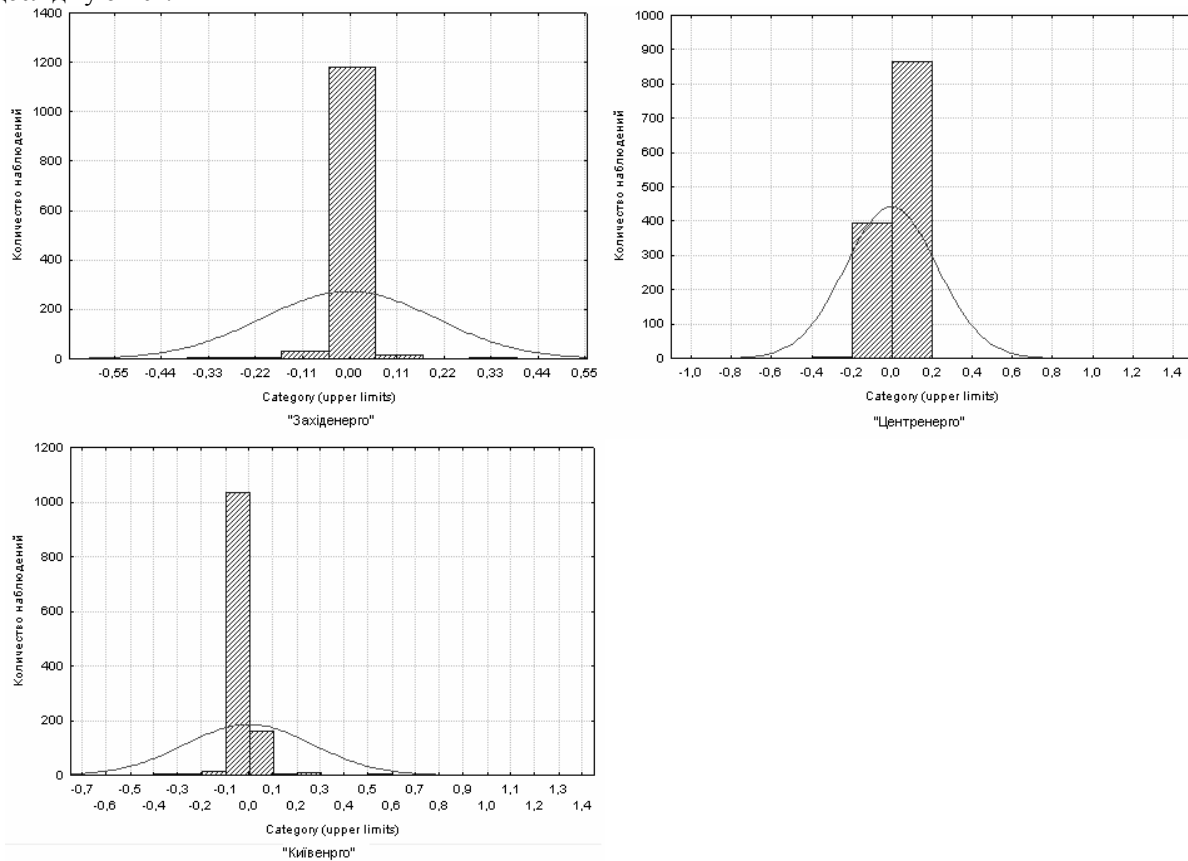 1400
1200
1000
800
600
400
200
0
Количество наблюдений
-0,55 -0,44 -0,33 -0,22 -0,11 0,00 0,11 0,22 0,33 0,44 0,55
Category (upper limits)
"Західенерго"
1000
900
800
700
600
500
400
300
200
100
0
Количество наблюдений
-1,0 -0,8 -0,6 -0,4 -0,2 0,0 0,2 0,4 0,6 0,8 1,0 1,2 1,4
Category (upper limits)
"Центренерго"
1200
1000
800
600
400
200
0
Количество наблюдений
-0,7 -0,5 -0,3 -0,1 0,1 0,3 0,5 0,7 0,9 1,1 1,3
-0,6 -0,4 -0,2 0,0 0,2 0,4 0,6 0,8 1,0 1,2 1,4
Category (upper limits)
"Київенрго"